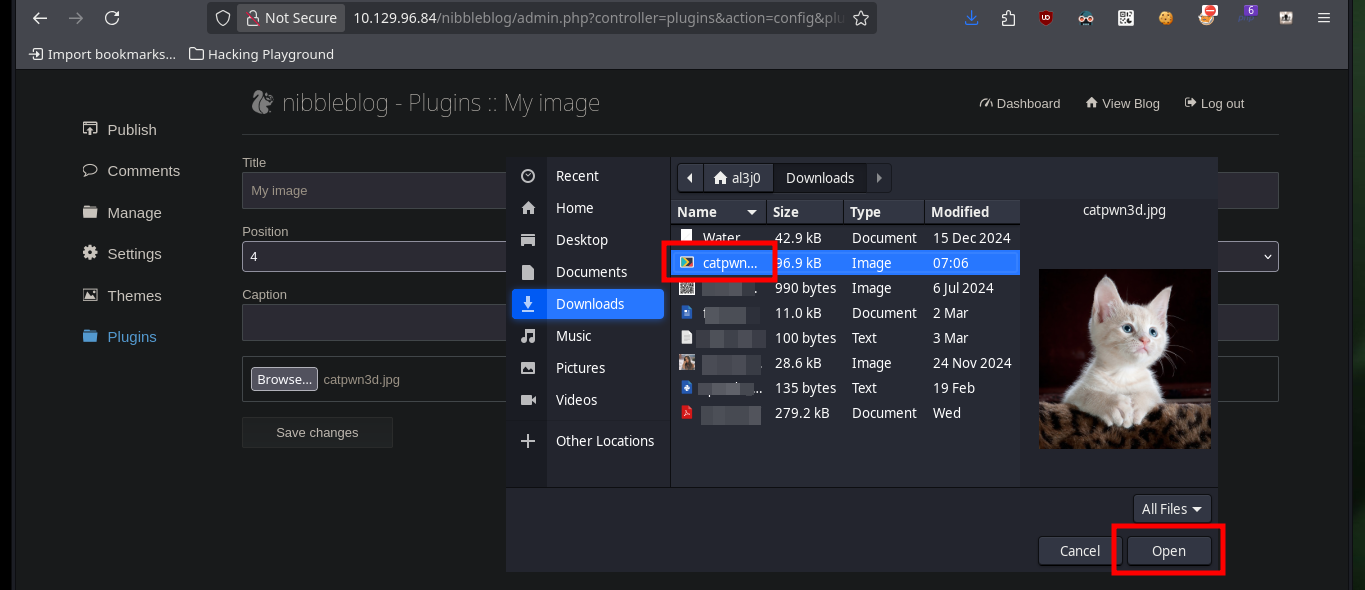 Not Secure 10.129.96.84/nibbleblog/admin.php?controller=plugins&action=config&plu
UD 6
Import bookmarks... Hacking Playground
nibbleblog - Plugins :: My image
Dashboard View Blog Log out
Publish
Comments
Manage
Settings
Themes
Plugins
Title
My image
Position
4
Caption
Browse... catpwn3d.jpg
Save changes
Recent
Home
Desktop
Documents
Downloads
Music
Pictures
Videos
Other Locations
al3j0 Downloads
Name Size Type Modified
Water 42.9 kB Document 15 Dec 2024
catpwn... 96.9 kB Image 07:06
990 bytes Image 6 Jul 2024
11.0 kB Document 2 Mar
100 bytes Text 3 Mar
28.6 kB Image 24 Nov 2024
135 bytes Text 19 Feb
279.2 kB Document Wed
catpwn3d.jpg
All Files
Cancel Open